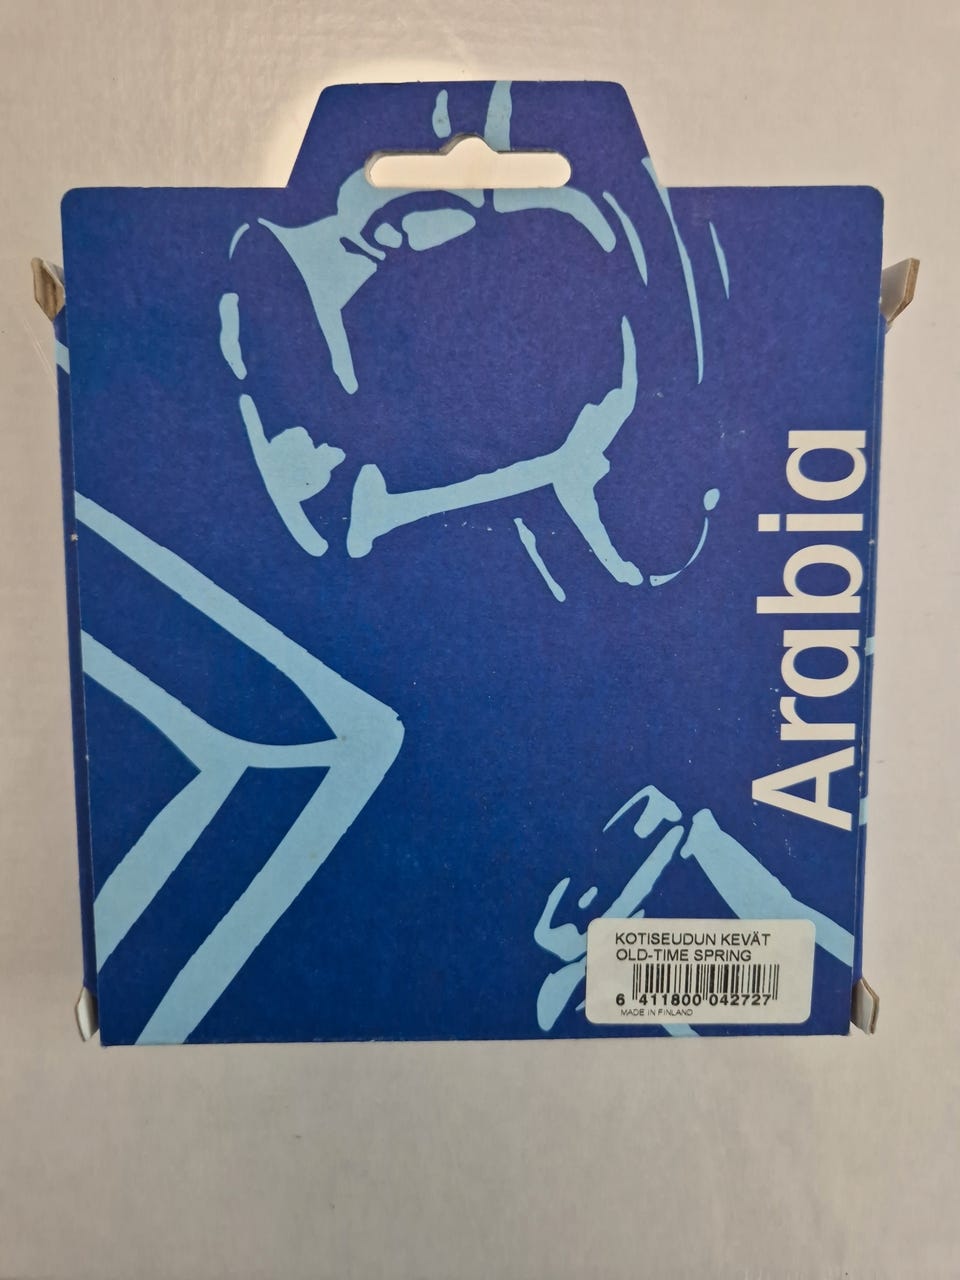 Arabia
KOTISEUDUN KEVÄT
OLD-TIME SPRING
6 411800 042727
MADE IN FINLAND